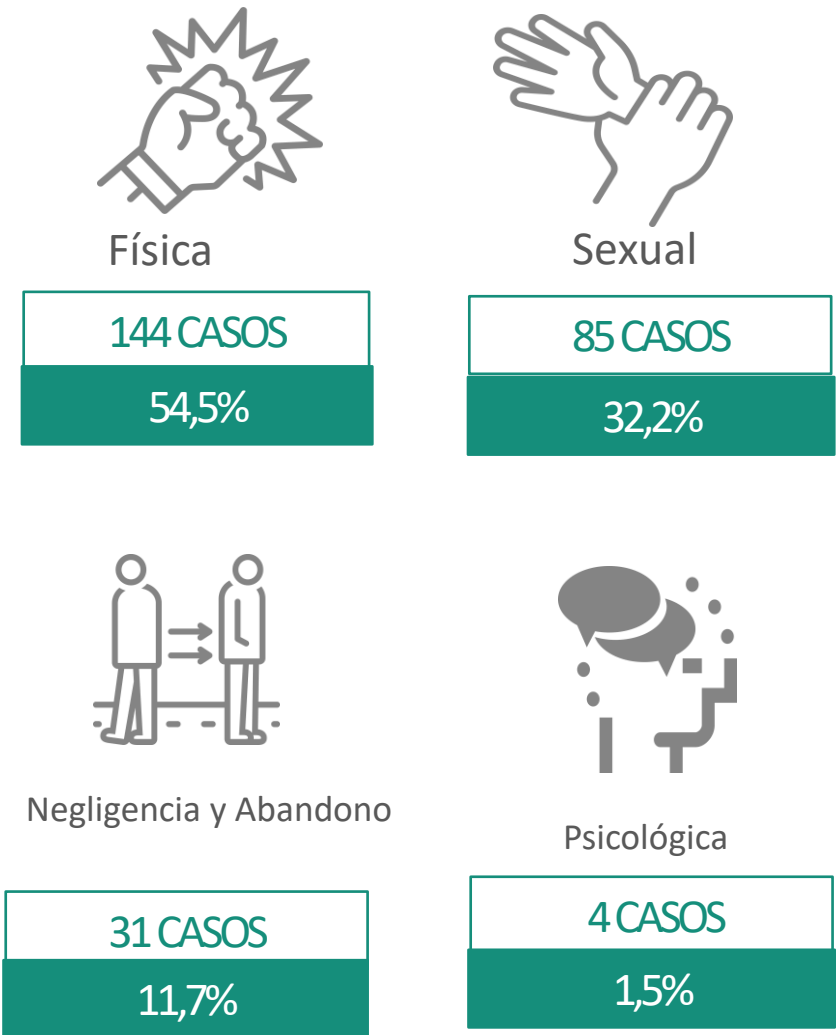 Física
144 CASOS
54,5%
Sexual
85 CASOS
32,2%
Negligencia y Abandono
31 CASOS
11,7%
Psicológica
4 CASOS
1,5%